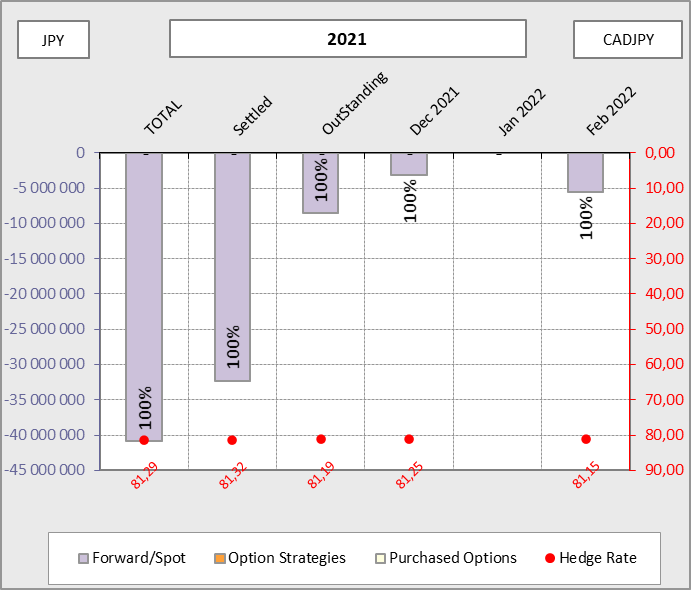 JPY
2021
CADJPY
TOTAL
Settled
OutStanding
Dec 2021
Jan 2022
Feb 2022
0
-5 000 000
-10 000 000
-15 000 000
-20 000 000
-25 000 000
-30 000 000
-35 000 000
-40 000 000
-45 000 000
100%
100%
100%
100%
100%
0,00
10,00
20,00
30,00
40,00
50,00
60,00
70,00
80,00
90,00
81,29
81,32
81,19
81,25
81,15
Forward/Spot
Option Strategies
Purchased Options
Hedge Rate